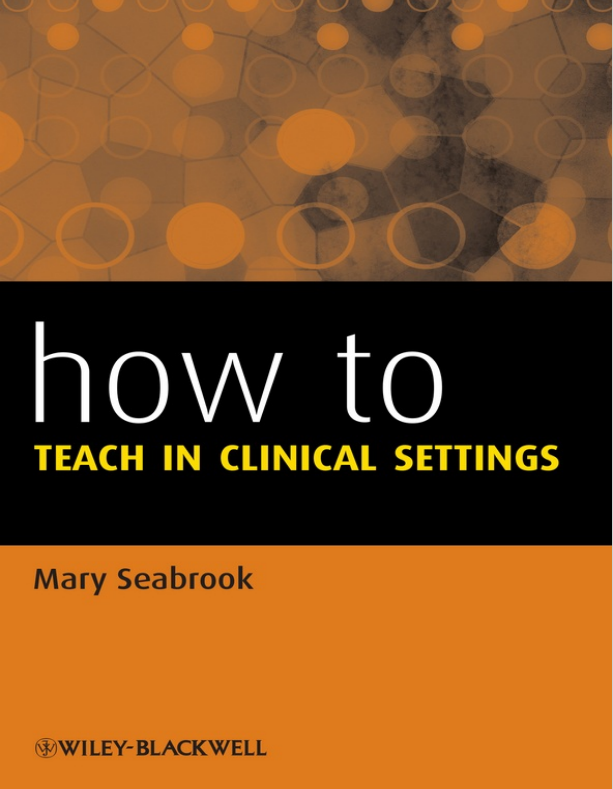 how to
TEACH IN CLINICAL SETTINGS
Mary Seabrook
WILEY-BLACKWELL